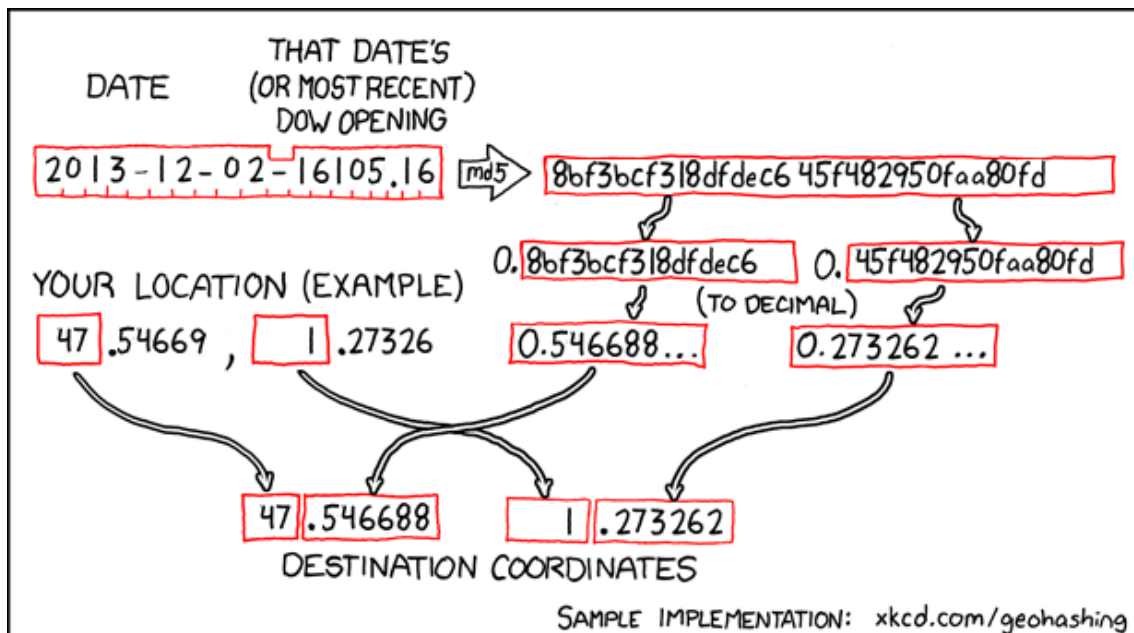 THAT DATE'S
DATE (OR MOST RECENT)
DOW OPENING
2013-12-02-16105.16 md5 8bf3bcf318dfdec6 45f482950faa80fd
0.8bf3bcf318dfdec6 0.45f482950faa80fd
YOUR LOCATION (EXAMPLE) (TO DECIMAL)
47.54669, 1.27326 0.546688... 0.273262...
47.546688 1.273262
DESTINATION COORDINATES
SAMPLE IMPLEMENTATION: xkcd.com/geohashing